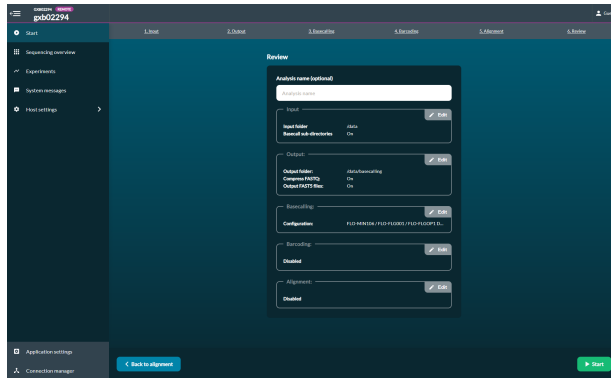 gxb02294 REMOTE
gxb02294
Start
Sequencing overview
Experiments
System messages
Host settings
Application settings
Connection manager
1. Input
2. Output
3. Basecalling
4. Barcoding
5. Alignment
6. Review
Review
Analysis name (optional)
Analysis name
Input
Edit
Input folder /data
Basecall sub-directories On
Output:
Edit
Output folder: /data/basecalling
Compress FASTQ: On
Output FAST5 files: On
Basecalling:
Edit
Configuration: FLO-MIN106 / FLO-FLG001 / FLO-FLGOP1 D...
Barcoding:
Edit
Disabled
Alignment:
Edit
Disabled
Back to alignment
Start